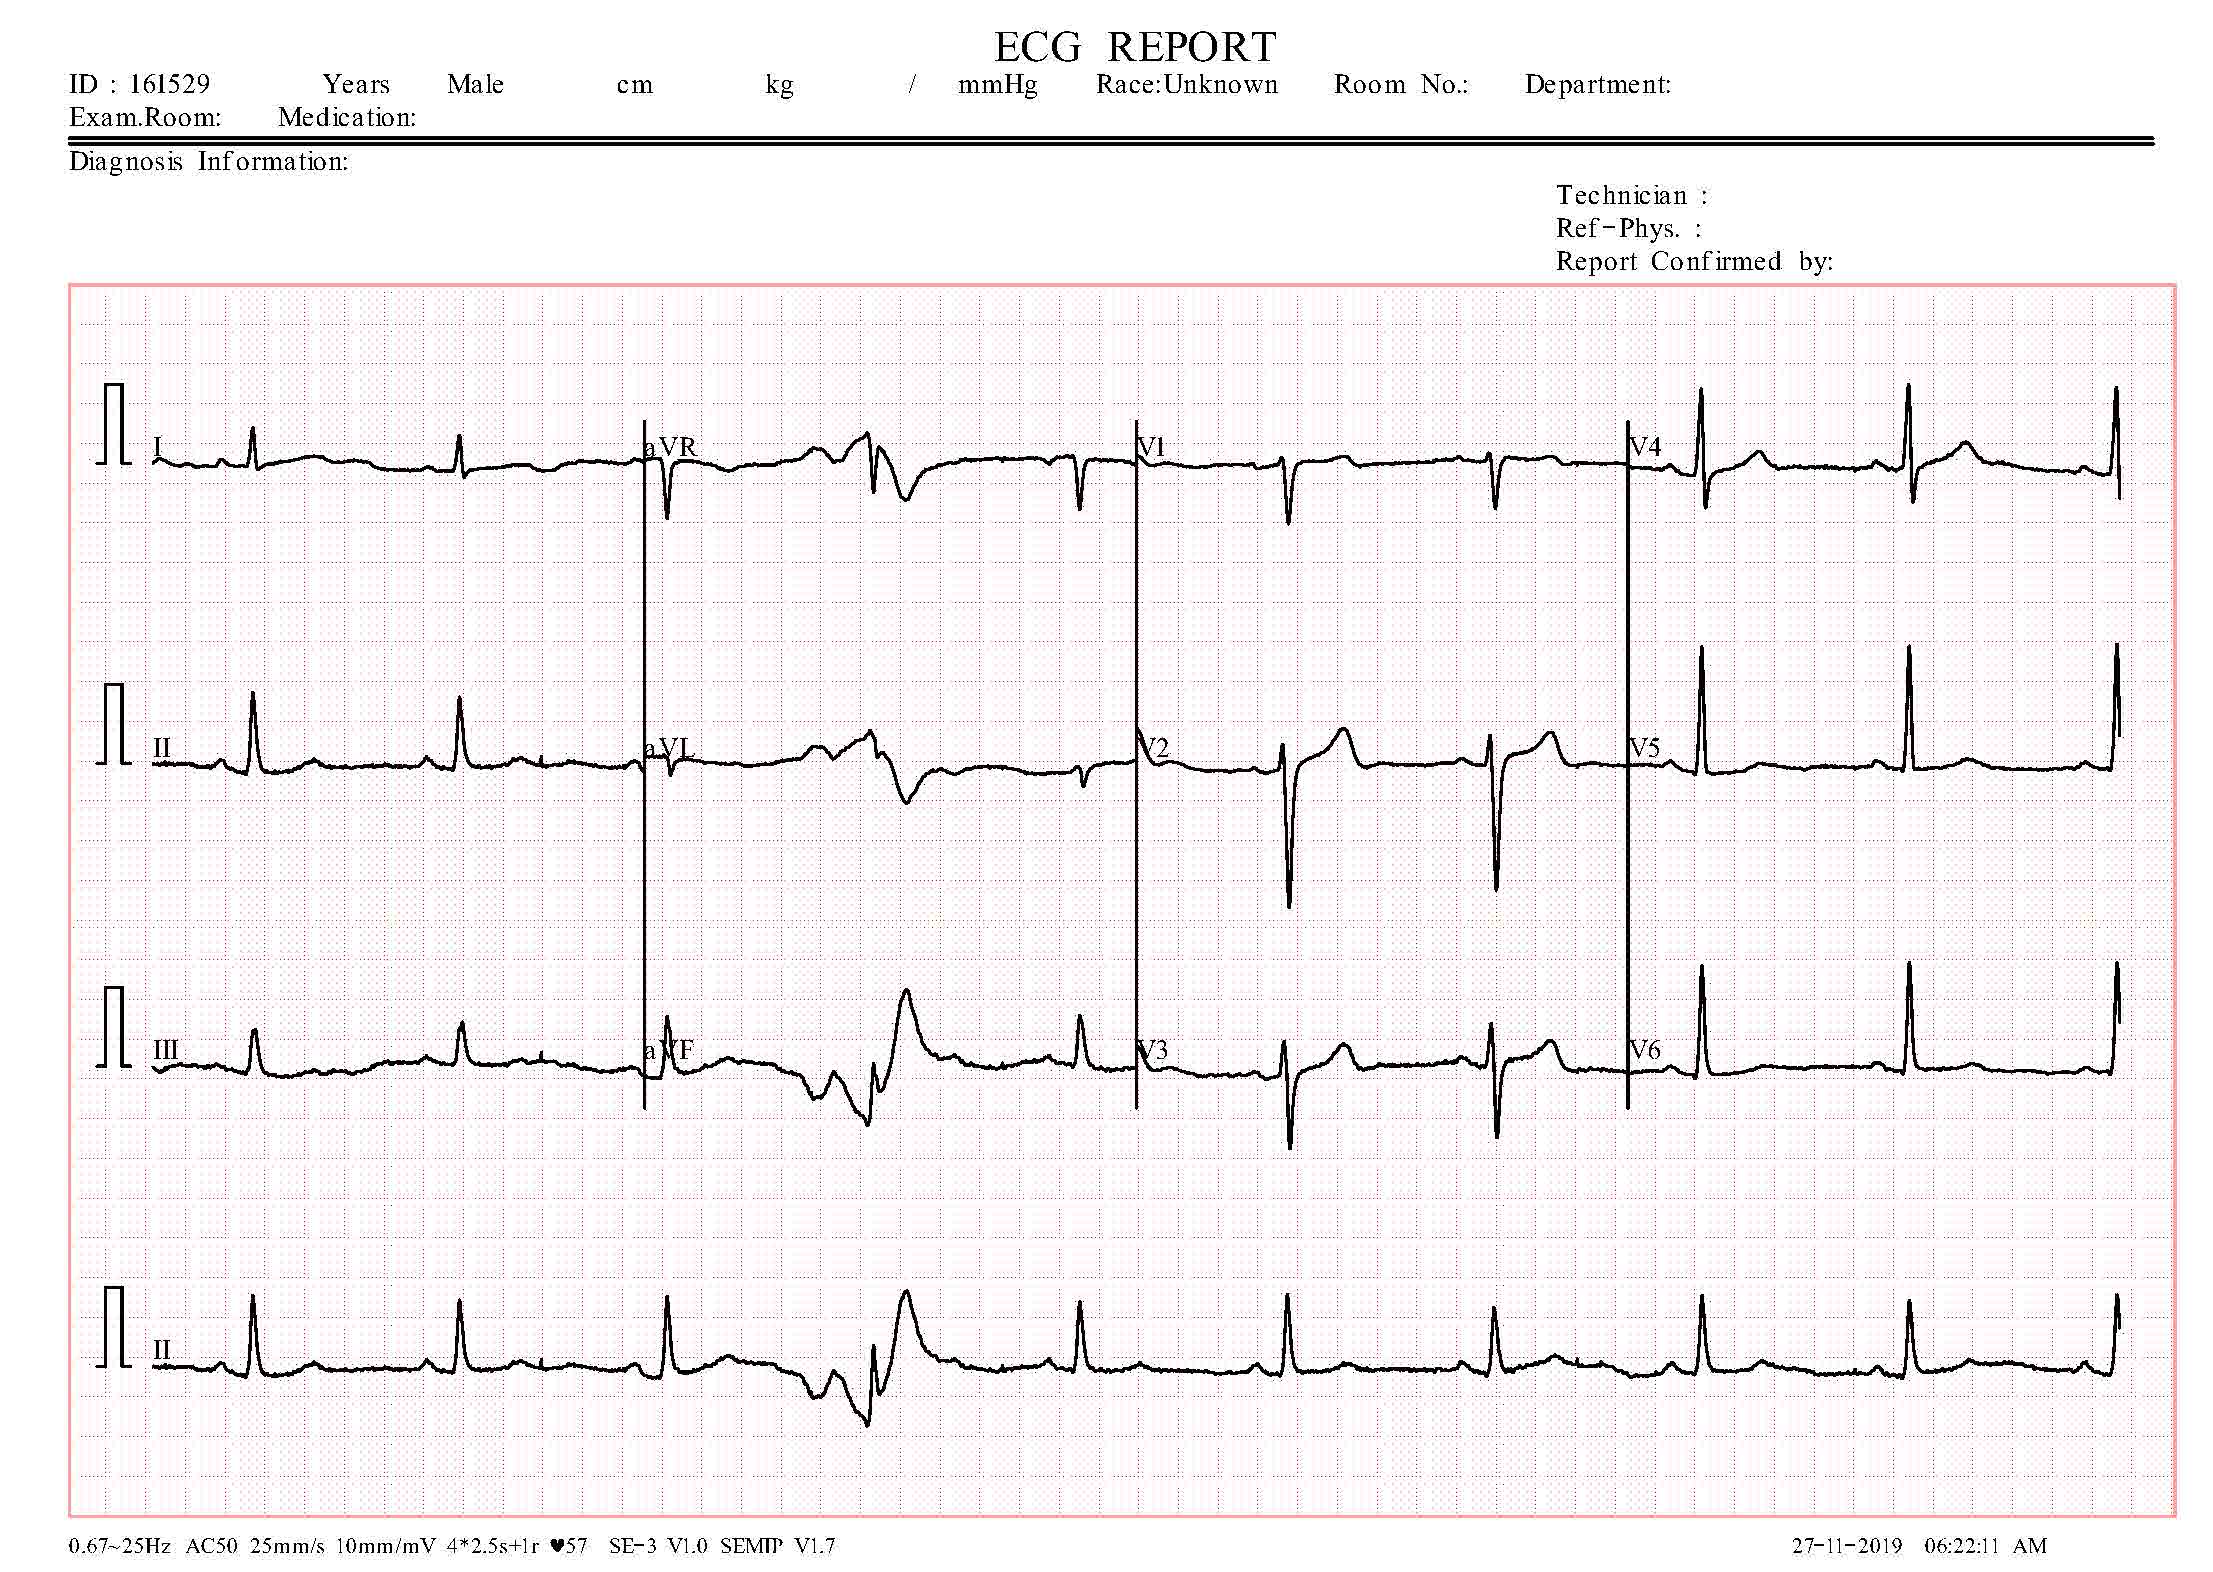 ECG REPORT
ID : 161529 Years Male cm kg / mmHg Race:Unknown Room No.: Department:
Exam.Room: Medication:
Diagnosis Information:
Technician :
Ref-Phys. :
Report Confirmed by:
I aVR V1 V4
II aVL V2 V5
III aVF V3 V6
II
0.67~25Hz AC50 25mm/s 10mm/mV 4*2.5s+1r ♥57 SE-3 V1.0 SEMIP V1.7 27-11-2019 06:22:11 AM